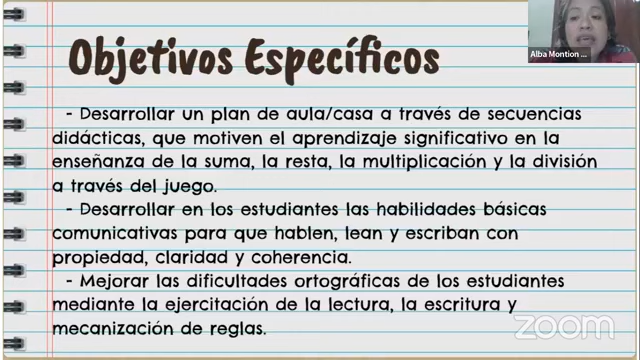 Alba Montion ...
Objetivos Específicos
- Desarrollar un plan de aula/casa a través de secuencias
didácticas, que motiven el aprendizaje significativo en la
enseñanza de la suma, la resta, la multiplicación y la división
a través del juego.
- Desarrollar en los estudiantes las habilidades básicas
comunicativas para que hablen, lean y escriban con
propiedad, claridad y coherencia.
- Mejorar las dificultades ortográficas de los estudiantes
mediante la ejercitación de la lectura, la escritura y
mecanización de reglas.
zoom